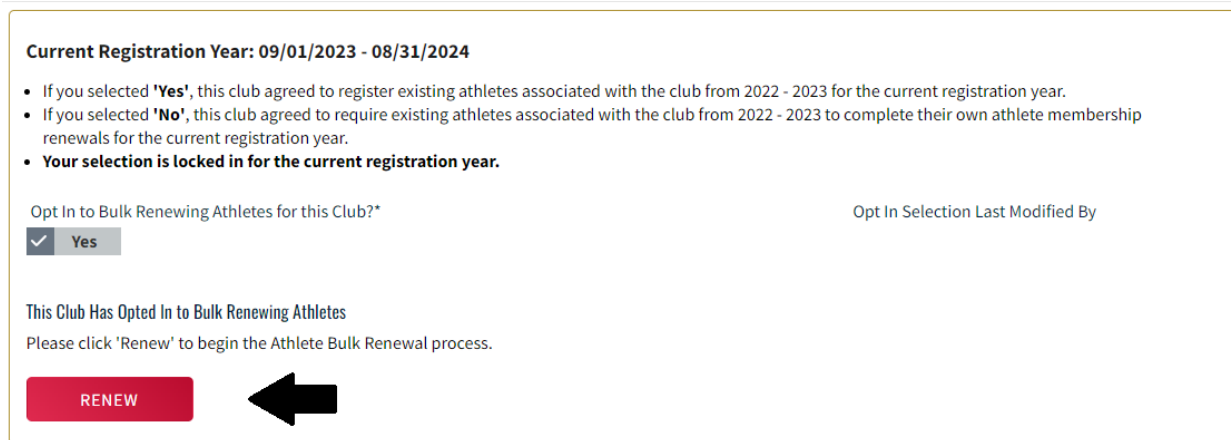 Current Registration Year: 09/01/2023 - 08/31/2024
• If you selected 'Yes', this club agreed to register existing athletes associated with the club from 2022 - 2023 for the current registration year.
• If you selected 'No', this club agreed to require existing athletes associated with the club from 2022 - 2023 to complete their own athlete membership
renewals for the current registration year.
• Your selection is locked in for the current registration year.
Opt In to Bulk Renewing Athletes for this Club?*
Opt In Selection Last Modified By
Yes
This Club Has Opted In to Bulk Renewing Athletes
Please click 'Renew' to begin the Athlete Bulk Renewal process.
RENEW